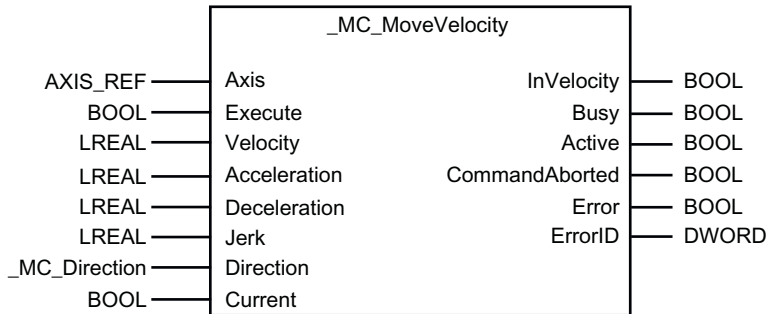 _MC_MoveVelocity
AXIS_REF Axis InVelocity BOOL
BOOL Execute Busy BOOL
LREAL Velocity Active BOOL
LREAL Acceleration CommandAborted BOOL
LREAL Deceleration Error BOOL
LREAL Jerk ErrorID DWORD
_MC_Direction Direction
BOOL Current